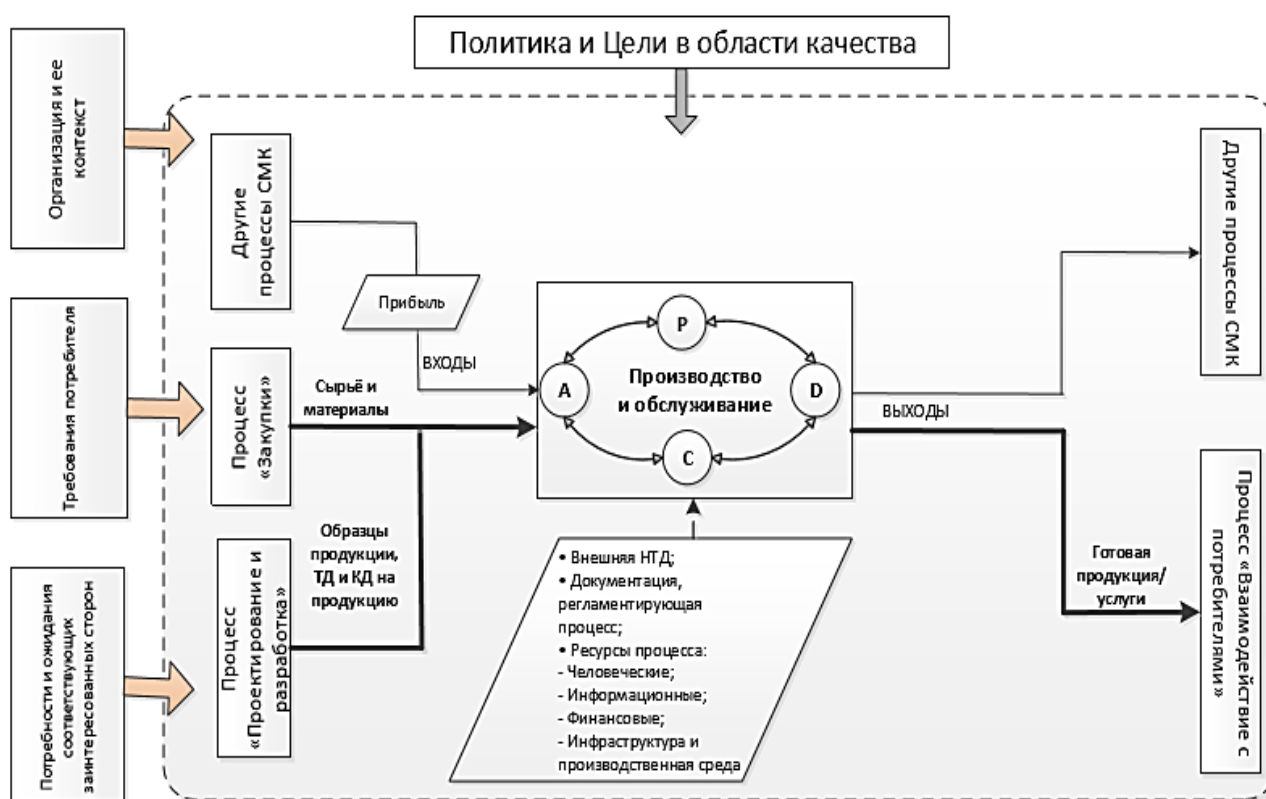 Политика и Цели в области качества
Организация и ее
контекст
Требования потребителя
Потребности и ожидания
соответствующих
заинтересованных сторон
Другие
процессы СМК
Прибыль
ВХОДЫ
Процесс
«Закупки»
Сырьё и
материалы
Процесс
«Проектирование и
разработка»
Образцы
продукции,
ТД и КД на
продукцию
P
A
Производство
и обслуживание
D
C
• Внешняя НТД;
• Документация,
регламентирующая
процесс;
• Ресурсы процесса:
- Человеческие;
- Информационные;
- Финансовые;
- Инфраструктура и
производственная среда
ВЫХОДЫ
Готовая
продукция/
услуги
Другие процессы СМК
Процесс «Взаимодействие с
потребителями»